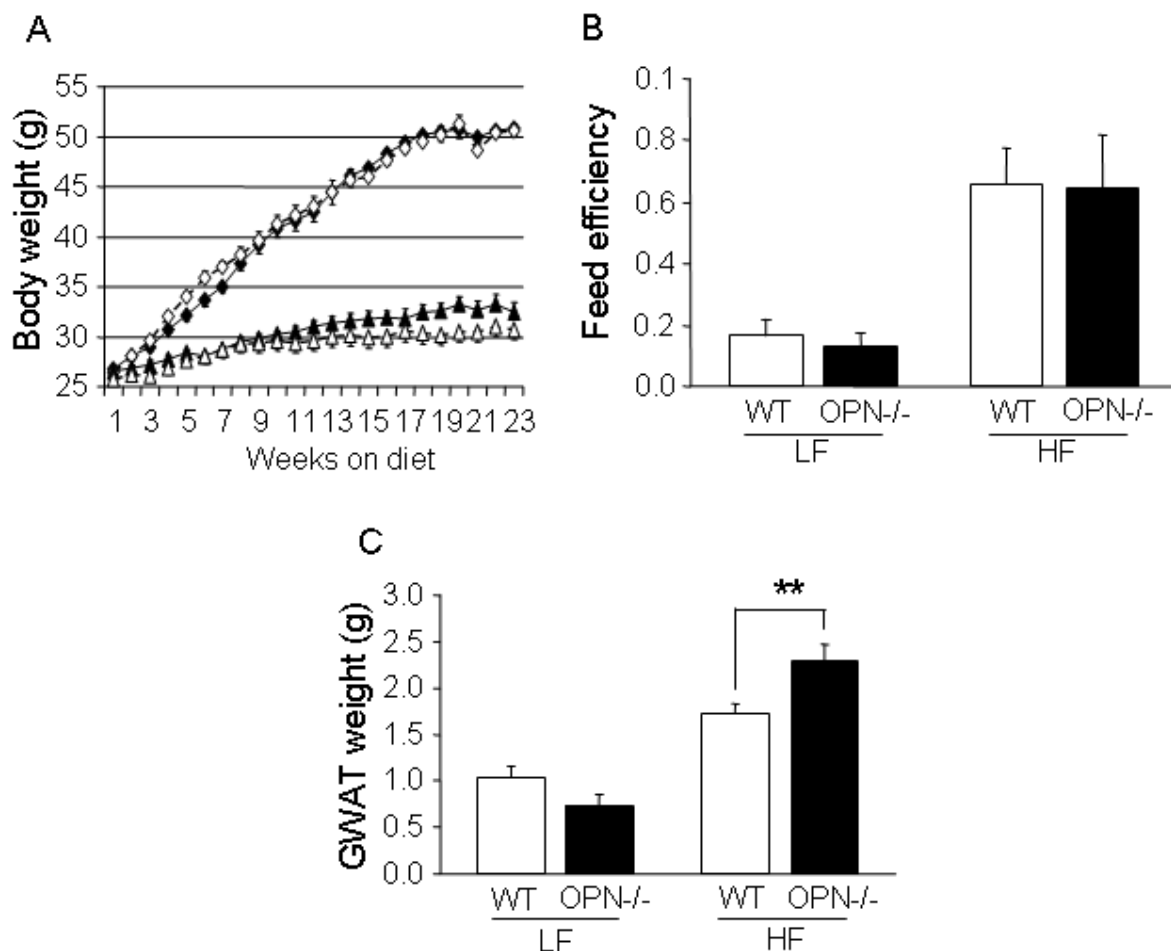 A
Body weight (g)
55
50
45
40
35
30
25
1 3 5 7 9 11 13 15 17 19 21 23
Weeks on diet
B
Feed efficiency
0.1
0.8
0.6
0.4
0.2
0.0
WT OPN-/- WT OPN-/-
LF HF
C
GWAT weight (g)
3.0
2.5
2.0
1.5
1.0
0.5
0.0
**
WT OPN-/- WT OPN-/-
LF HF